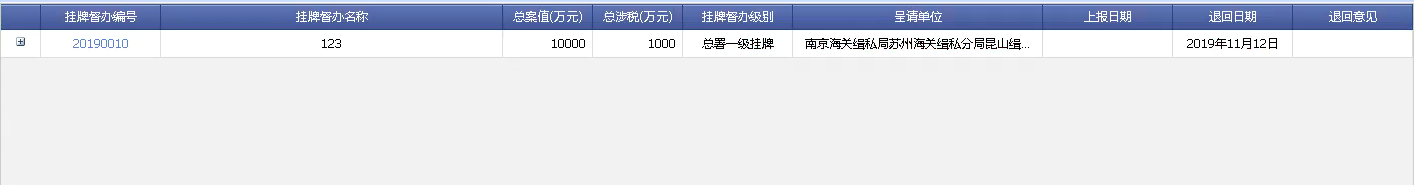 挂牌督办编号 挂牌督办名称 总案值(万元) 总涉税(万元) 挂牌督办级别 呈请单位 上报日期 退回日期 退回意见
20190010 123 10000 1000 总署一级挂牌 南京海关缉私局苏州海关缉私分局昆山缉... 2019年11月12日